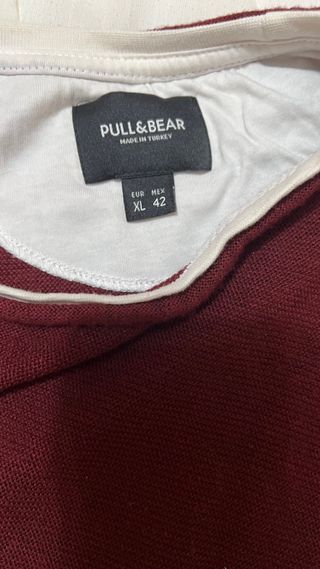 PULL&BEAR
MADE IN TURKEY
EUR MEX
XL 42